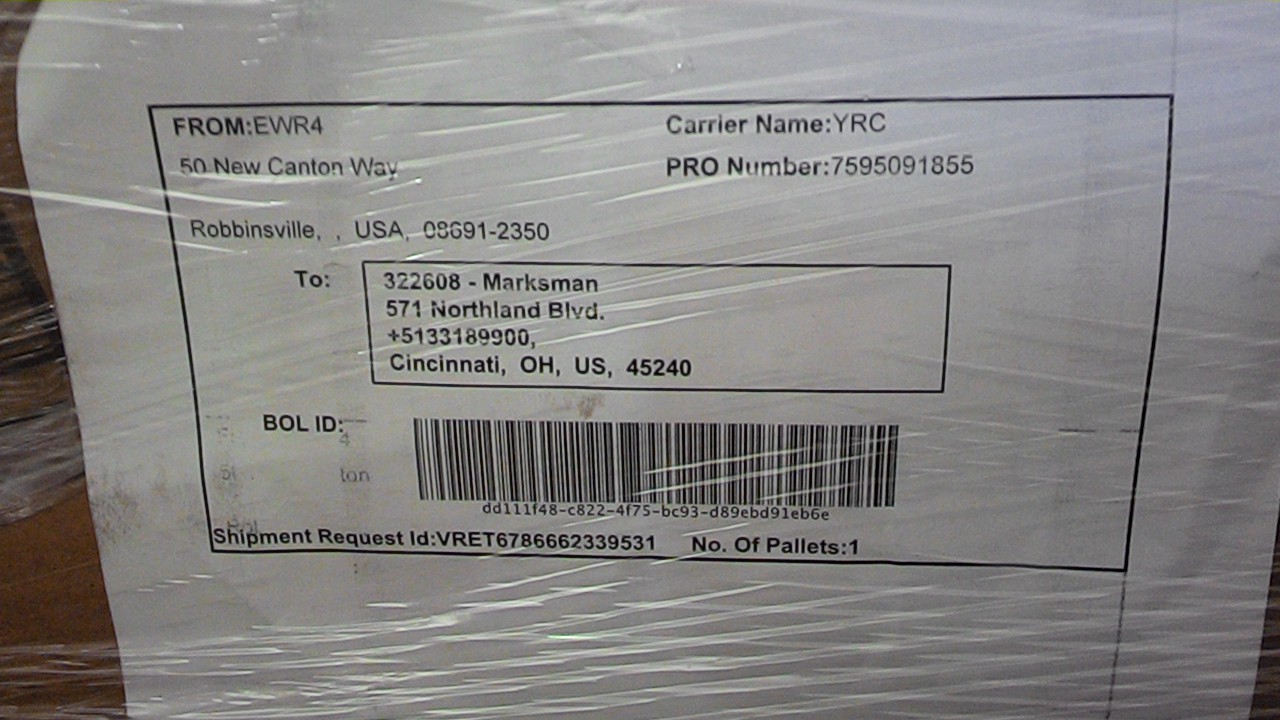 FROM:EWR4
Carrier Name:YRC
50 New Canton Way
PRO Number:7595091855
Robbinsville, , USA, 08691-2350
To:
322608 - Marksman
571 Northland Blvd.
+5133189900,
Cincinnati, OH, US, 45240
BOL ID:
4
ton
dd111f48-c822-4f75-bc93-d89ebd91eb6e
Shipment Request Id:VRET6786662339531 No. Of Pallets:1